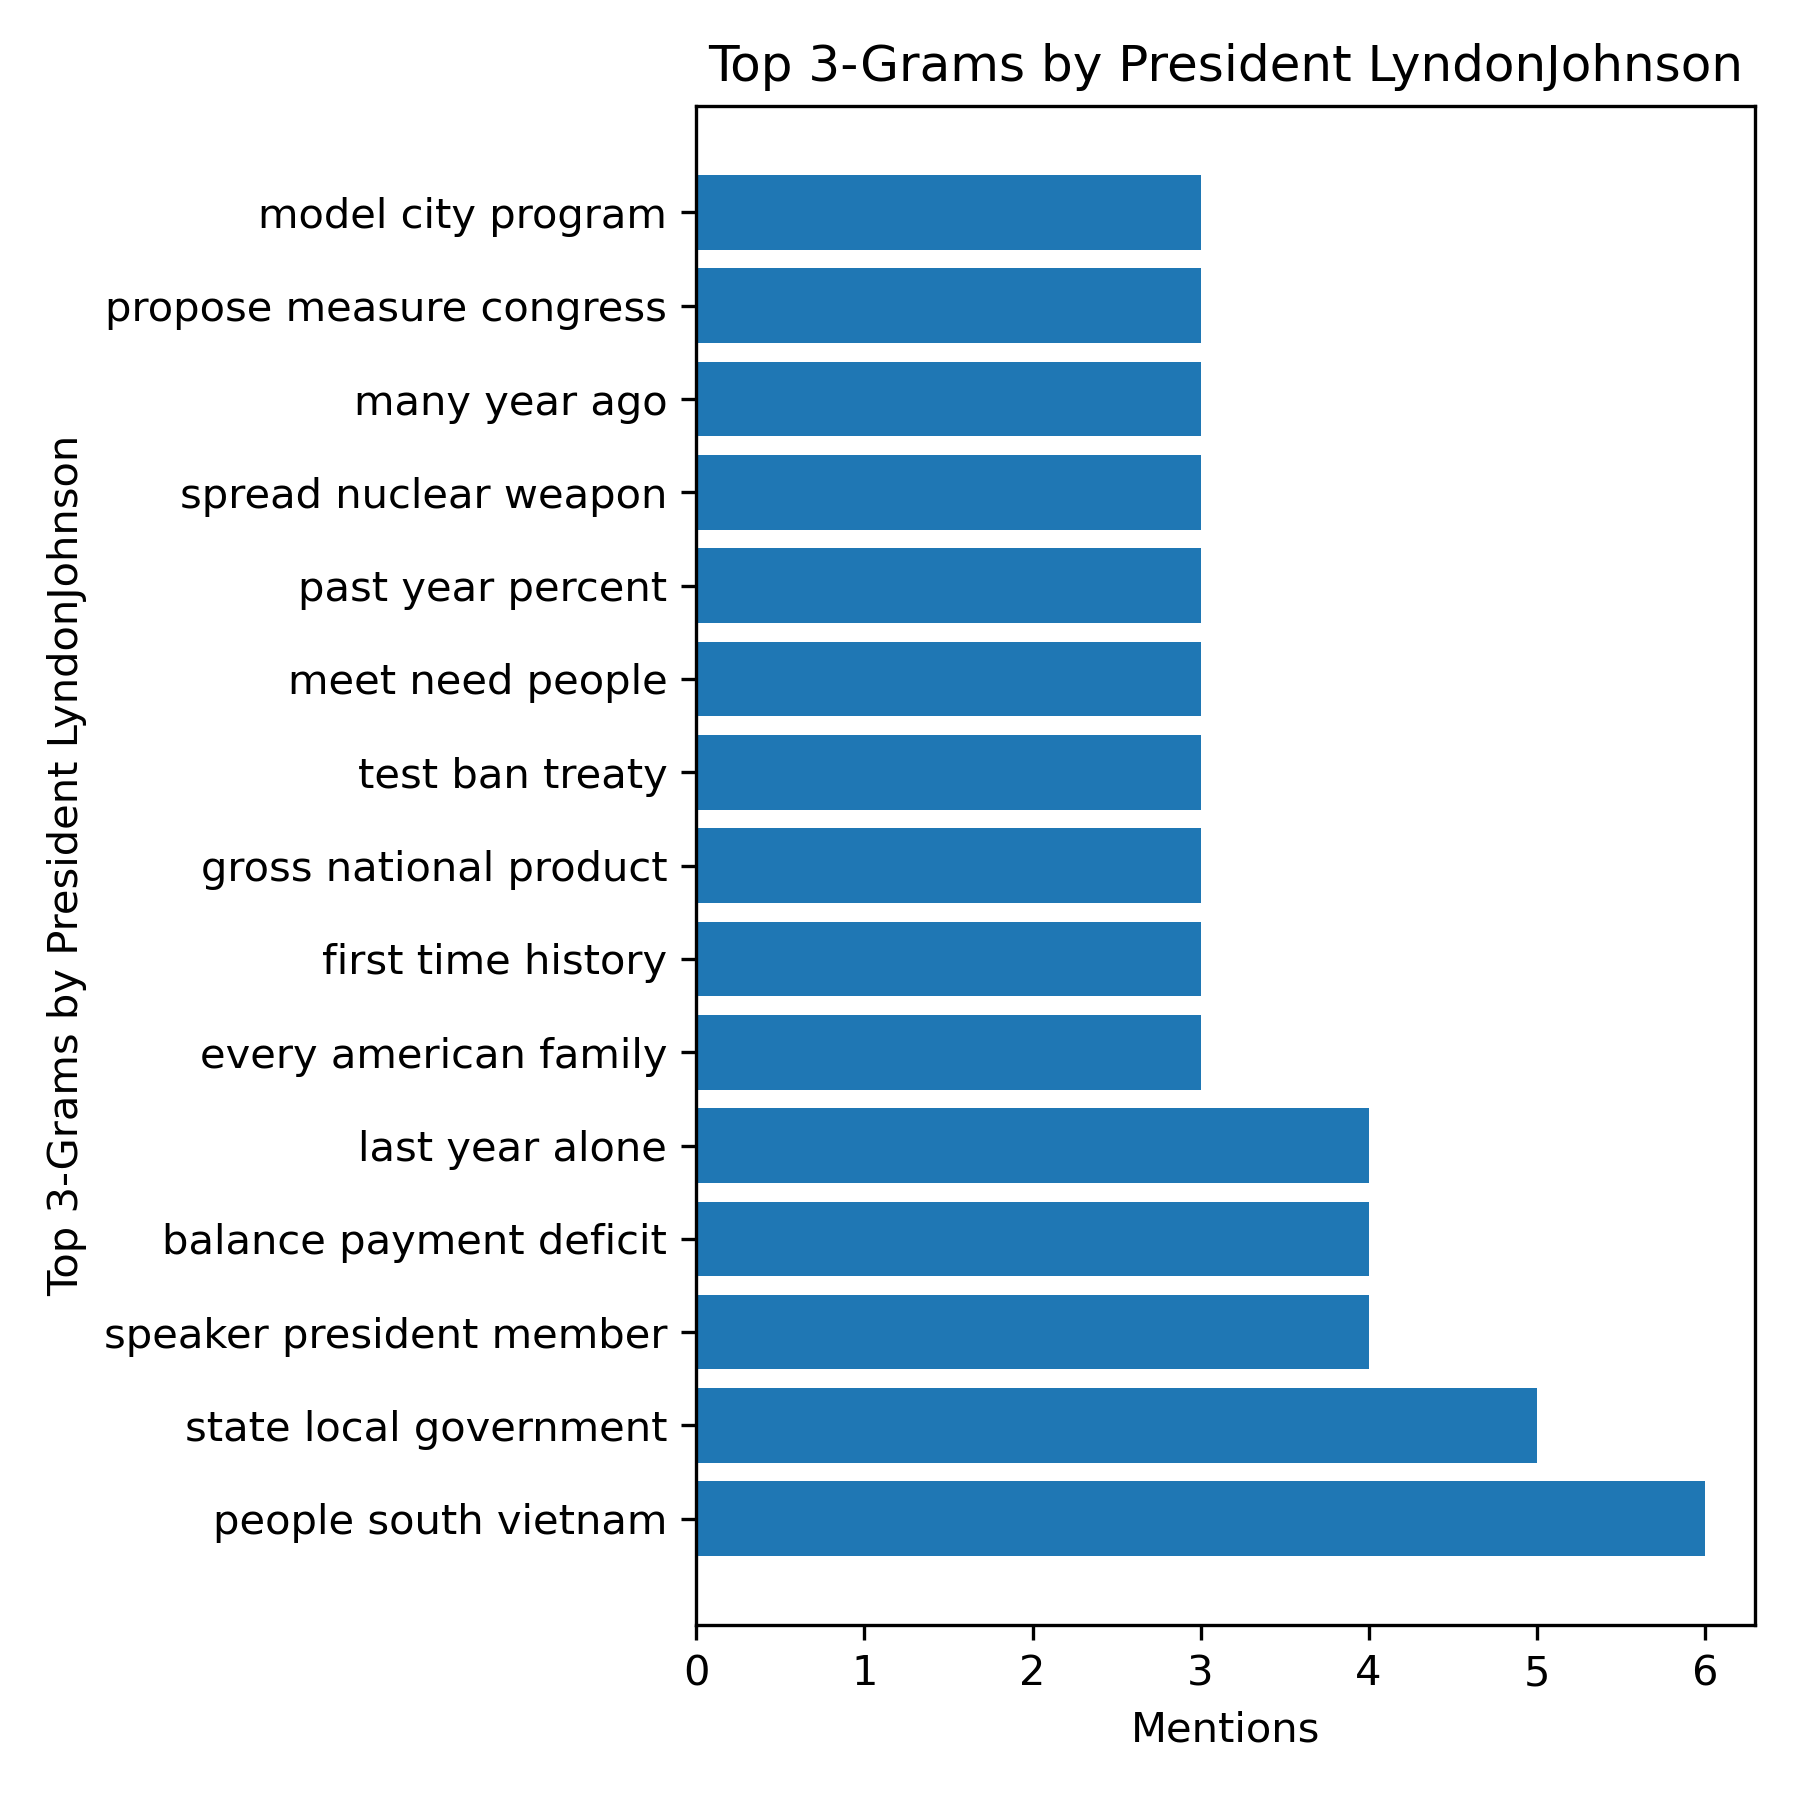 Top 3-Grams by President LyndonJohnson
Top 3-Grams by President LyndonJohnson
model city program
propose measure congress
many year ago
spread nuclear weapon
past year percent
meet need people
test ban treaty
gross national product
first time history
every american family
last year alone
balance payment deficit
speaker president member
state local government
people south vietnam
0 1 2 3 4 5 6
Mentions